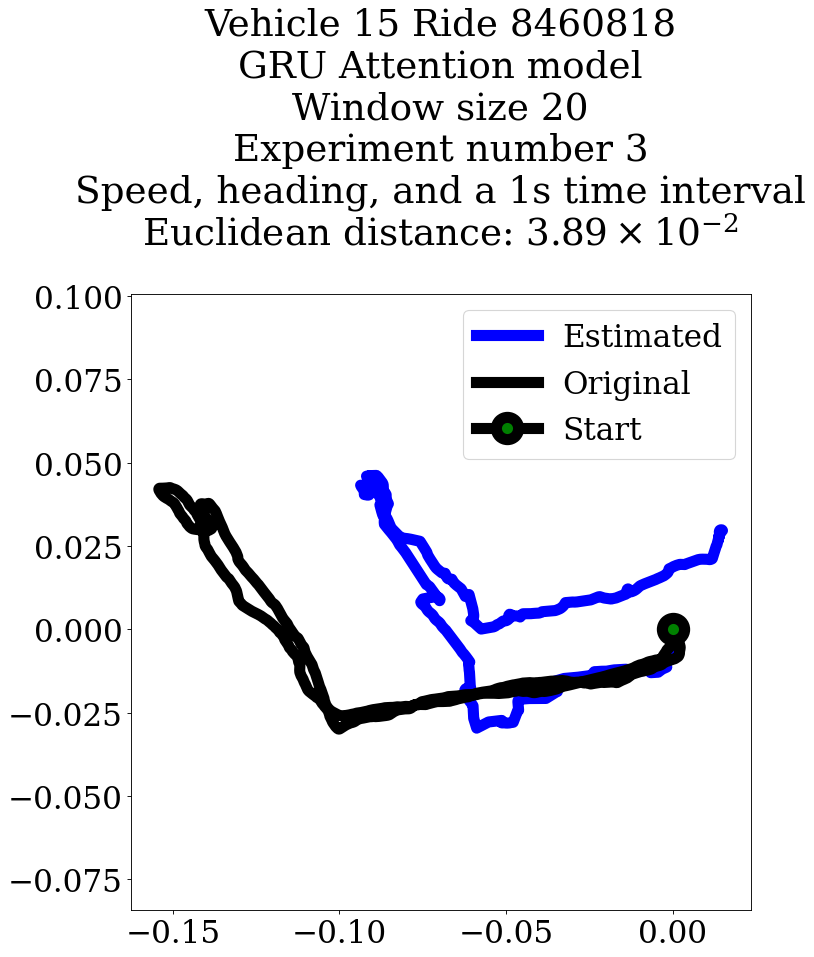 Vehicle 15 Ride 8460818
GRU Attention model
Window size 20
Experiment number 3
Speed, heading, and a 1s time interval
Euclidean distance: 3.89 × 10⁻²
Estimated
Original
Start
0.100
0.075
0.050
0.025
0.000
−0.025
−0.050
−0.075
−0.15 −0.10 −0.05 0.00